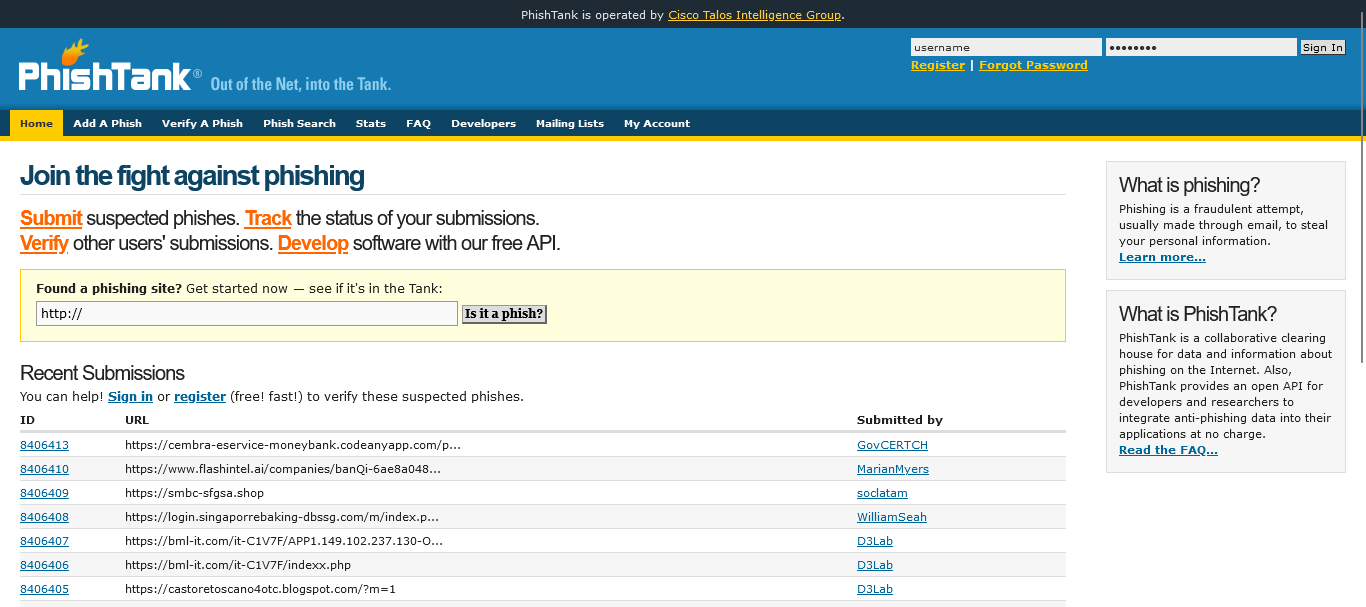 PhishTank is operated by Cisco Talos Intelligence Group.
PhishTank® Out of the Net, into the Tank.
username •••••••• Sign In
Register | Forgot Password
Home Add A Phish Verify A Phish Phish Search Stats FAQ Developers Mailing Lists My Account
Join the fight against phishing
Submit suspected phishes. Track the status of your submissions.
Verify other users' submissions. Develop software with our free API.
Found a phishing site? Get started now — see if it's in the Tank:
http:// Is it a phish?
Recent Submissions
You can help! Sign in or register (free! fast!) to verify these suspected phishes.
ID URL Submitted by
8406413 https://cembra-eservice-moneybank.codeanyapp.com/p... GovCERTCH
8406410 https://www.flashintel.ai/companies/banQi-6ae8a048... MarianMyers
8406409 https://smbc-sfgsa.shop soclatam
8406408 https://login.singaporrebaking-dbssg.com/m/index.p... WilliamSeah
8406407 https://bml-it.com/it-C1V7F/APP1.149.102.237.130-O... D3Lab
8406406 https://bml-it.com/it-C1V7F/indexx.php D3Lab
8406405 https://castoretoscano4otc.blogspot.com/?m=1 D3Lab
What is phishing?
Phishing is a fraudulent attempt,
usually made through email, to steal
your personal information.
Learn more...
What is PhishTank?
PhishTank is a collaborative clearing
house for data and information about
phishing on the Internet. Also,
PhishTank provides an open API for
developers and researchers to
integrate anti-phishing data into their
applications at no charge.
Read the FAQ...